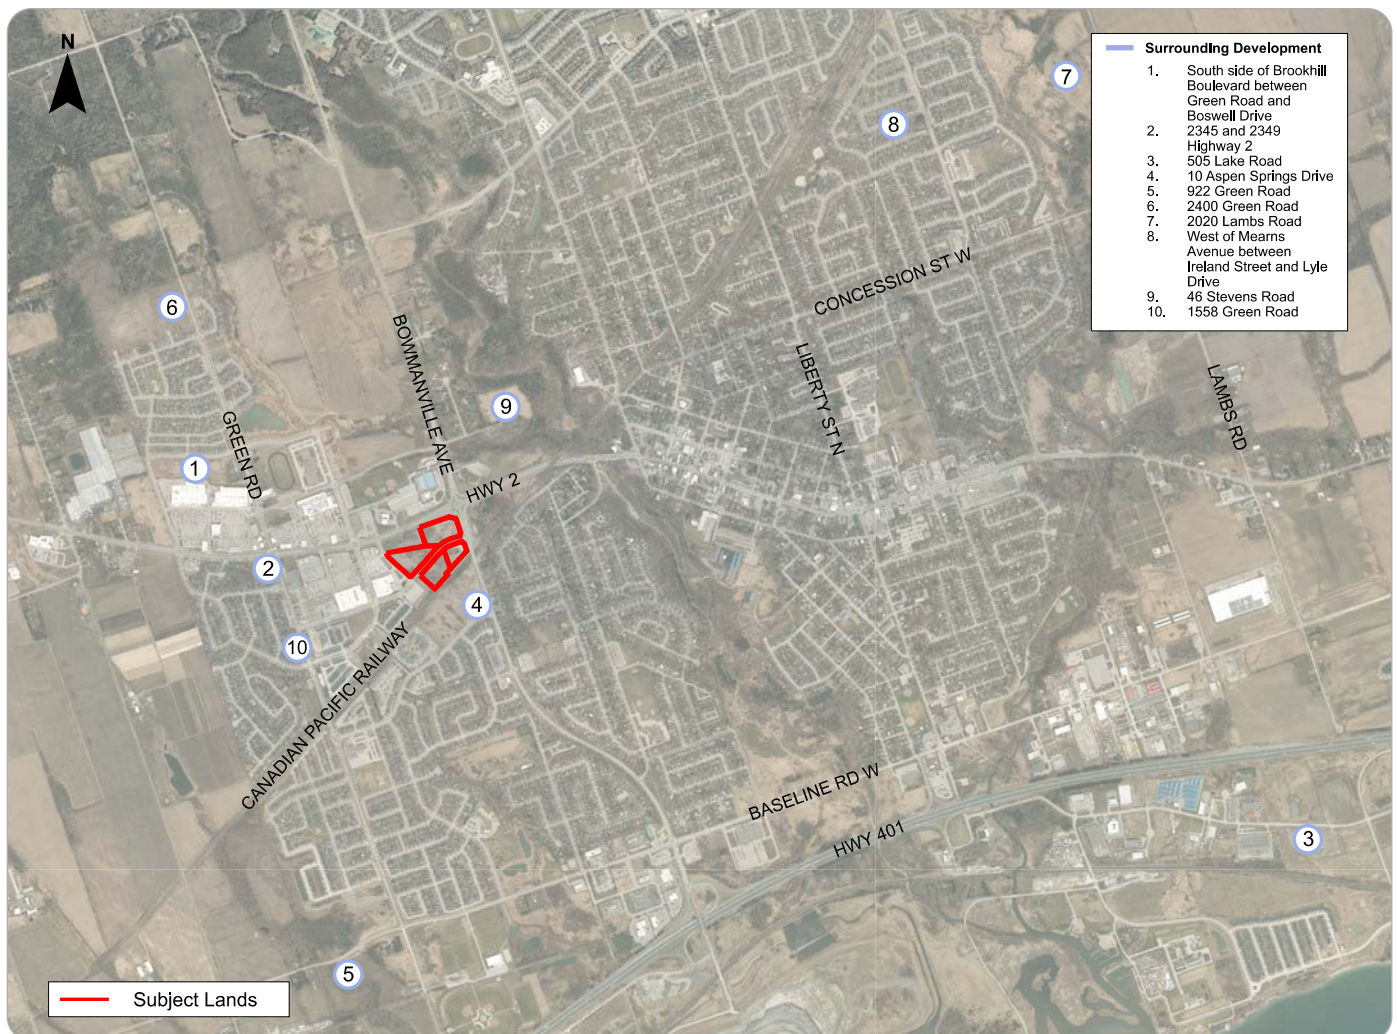 N
Surrounding Development
1. South side of Brookhill
Boulevard between
Green Road and
Boswell Drive
2. 2345 and 2349
Highway 2
3. 505 Lake Road
4. 10 Aspen Springs Drive
5. 922 Green Road
6. 2400 Green Road
7. 2020 Lambs Road
8. West of Mearns
Avenue between
Ireland Street and Lyle
Drive
9. 46 Stevens Road
10. 1558 Green Road
7
8
CONCESSION ST W
6
BOWMANVILLE AVE
LIBERTY ST N
LAMBS RD
9
GREEN RD
1
HWY 2
2
4
10
CANADIAN PACIFIC RAILWAY
BASELINE RD W
HWY 401
3
5
Subject Lands